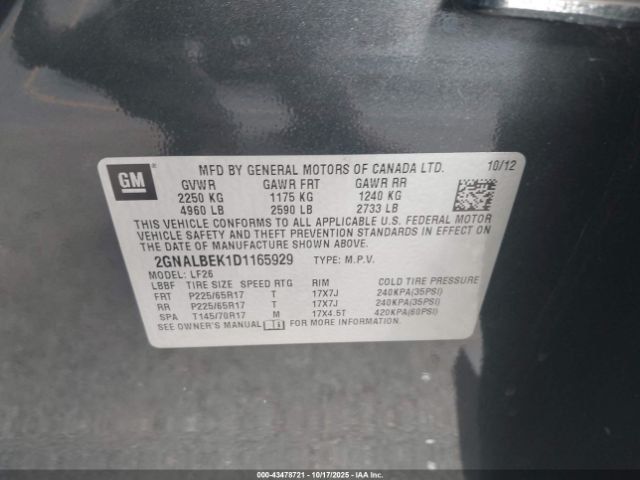 GM
MFD BY GENERAL MOTORS OF CANADA LTD. 10/12
GVWR GAWR FRT GAWR RR
2250 KG 1175 KG 1240 KG
4960 LB 2590 LB 2733 LB
THIS VEHICLE CONFORMS TO ALL APPLICABLE U.S. FEDERAL MOTOR
VEHICLE SAFETY AND THEFT PREVENTION STANDARDS IN EFFECT ON
THE DATE OF MANUFACTURE SHOWN ABOVE.
2GNALBEK1D1165929 TYPE: M.P.V.
MODEL: LF26
LBBF TIRE SIZE SPEED RTG RIM COLD TIRE PRESSURE
FRT P225/65R17 T 17X7J 240KPA(35PSI)
RR P225/65R17 T 17X7J 240KPA(35PSI)
SPA T145/70R17 M 17X4.5T 420KPA(60PSI)
SEE OWNER'S MANUAL FOR MORE INFORMATION.
000-43478721 - 10/17/2025 - IAAI.COM